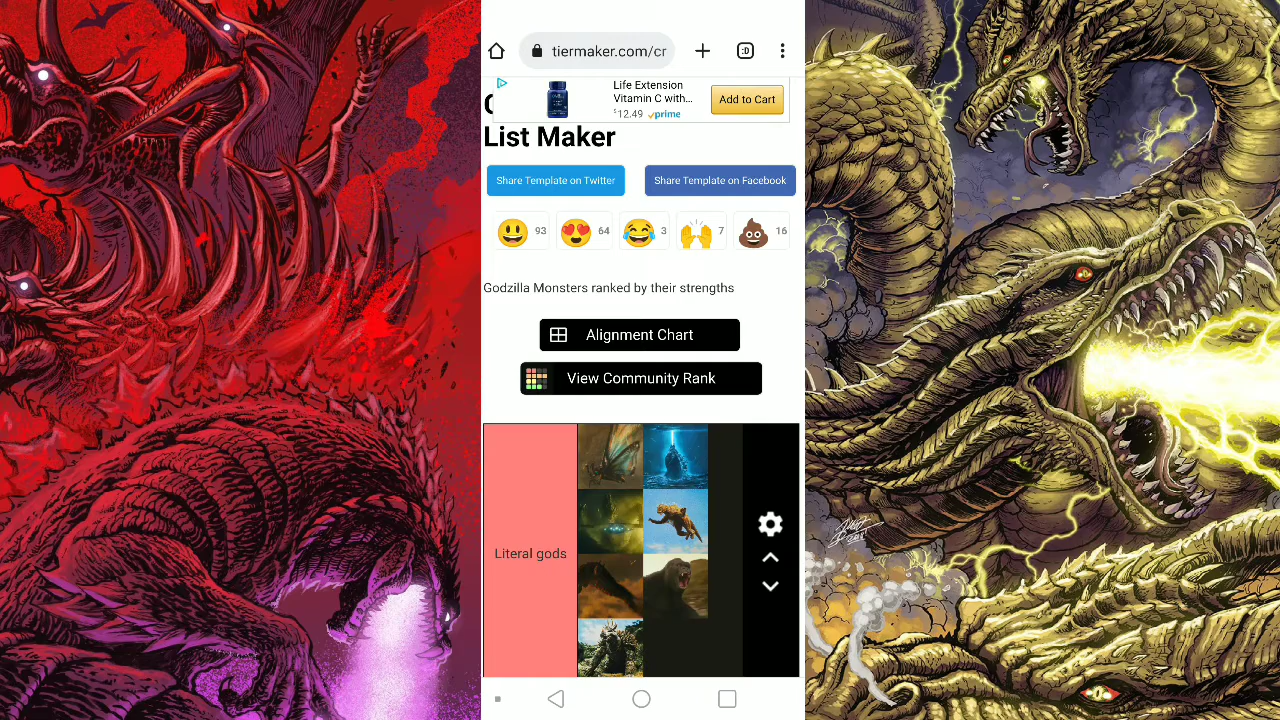 tiermaker.com/cr
:D
Life Extension
Vitamin C with...
$12.49 prime
Add to Cart
List Maker
Share Template on Twitter
Share Template on Facebook
93
64
3
7
16
Godzilla Monsters ranked by their strengths
Alignment Chart
View Community Rank
Literal gods